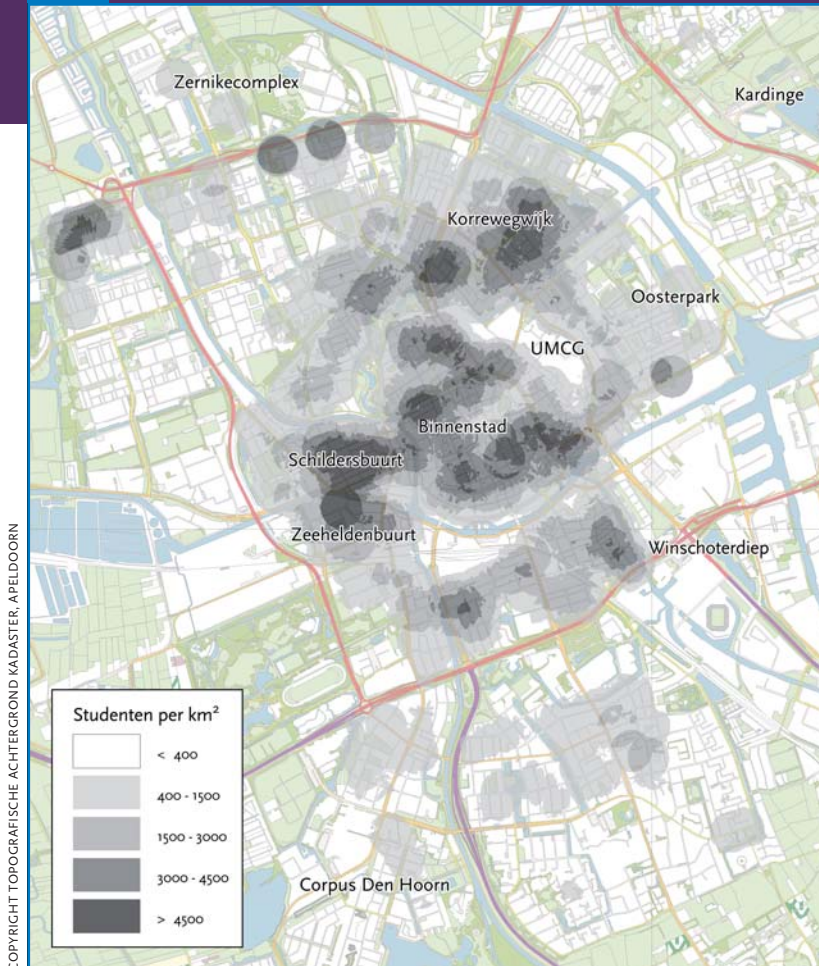 Zernikecomplex
Kardinge
Korrewegwijk
Oosterpark
UMCG
Binnenstad
Schildersbuurt
Zeeheldenbuurt
Winschoterdiep
Corpus Den Hoorn
Studenten per km²
< 400
400 - 1500
1500 - 3000
3000 - 4500
> 4500
COPYRIGHT TOPOGRAFISCHE ACHTERGROND KADASTER, APELDOORN